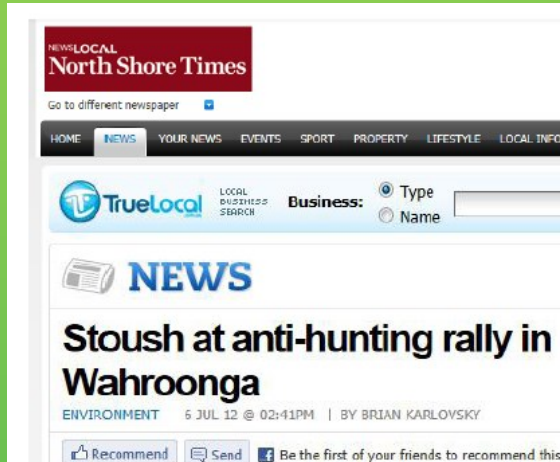 NEWSLOCAL
North Shore Times
Go to different newspaper
HOME NEWS YOUR NEWS EVENTS SPORT PROPERTY LIFESTYLE LOCAL INFO
TrueLocal LOCAL BUSINESS SEARCH Business: Type
Name
NEWS
Stoush at anti-hunting rally in
Wahroonga
ENVIRONMENT 6 JUL 12 @ 02:41PM | BY BRIAN KARLOVSKY
Recommend Send Be the first of your friends to recommend this